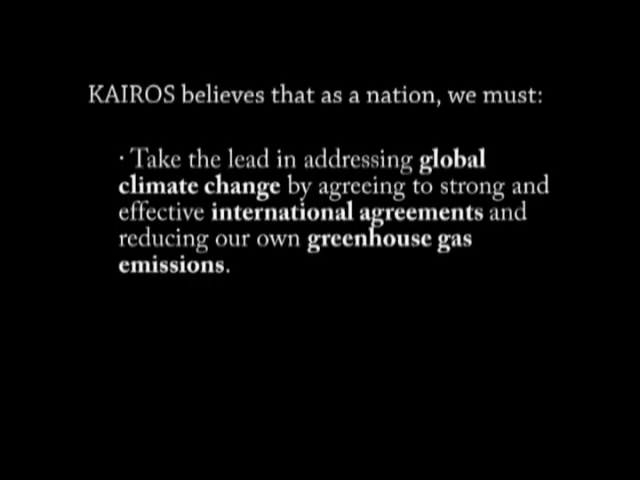 KAIROS believes that as a nation, we must:
· Take the lead in addressing global
climate change by agreeing to strong and
effective international agreements and
reducing our own greenhouse gas
emissions.